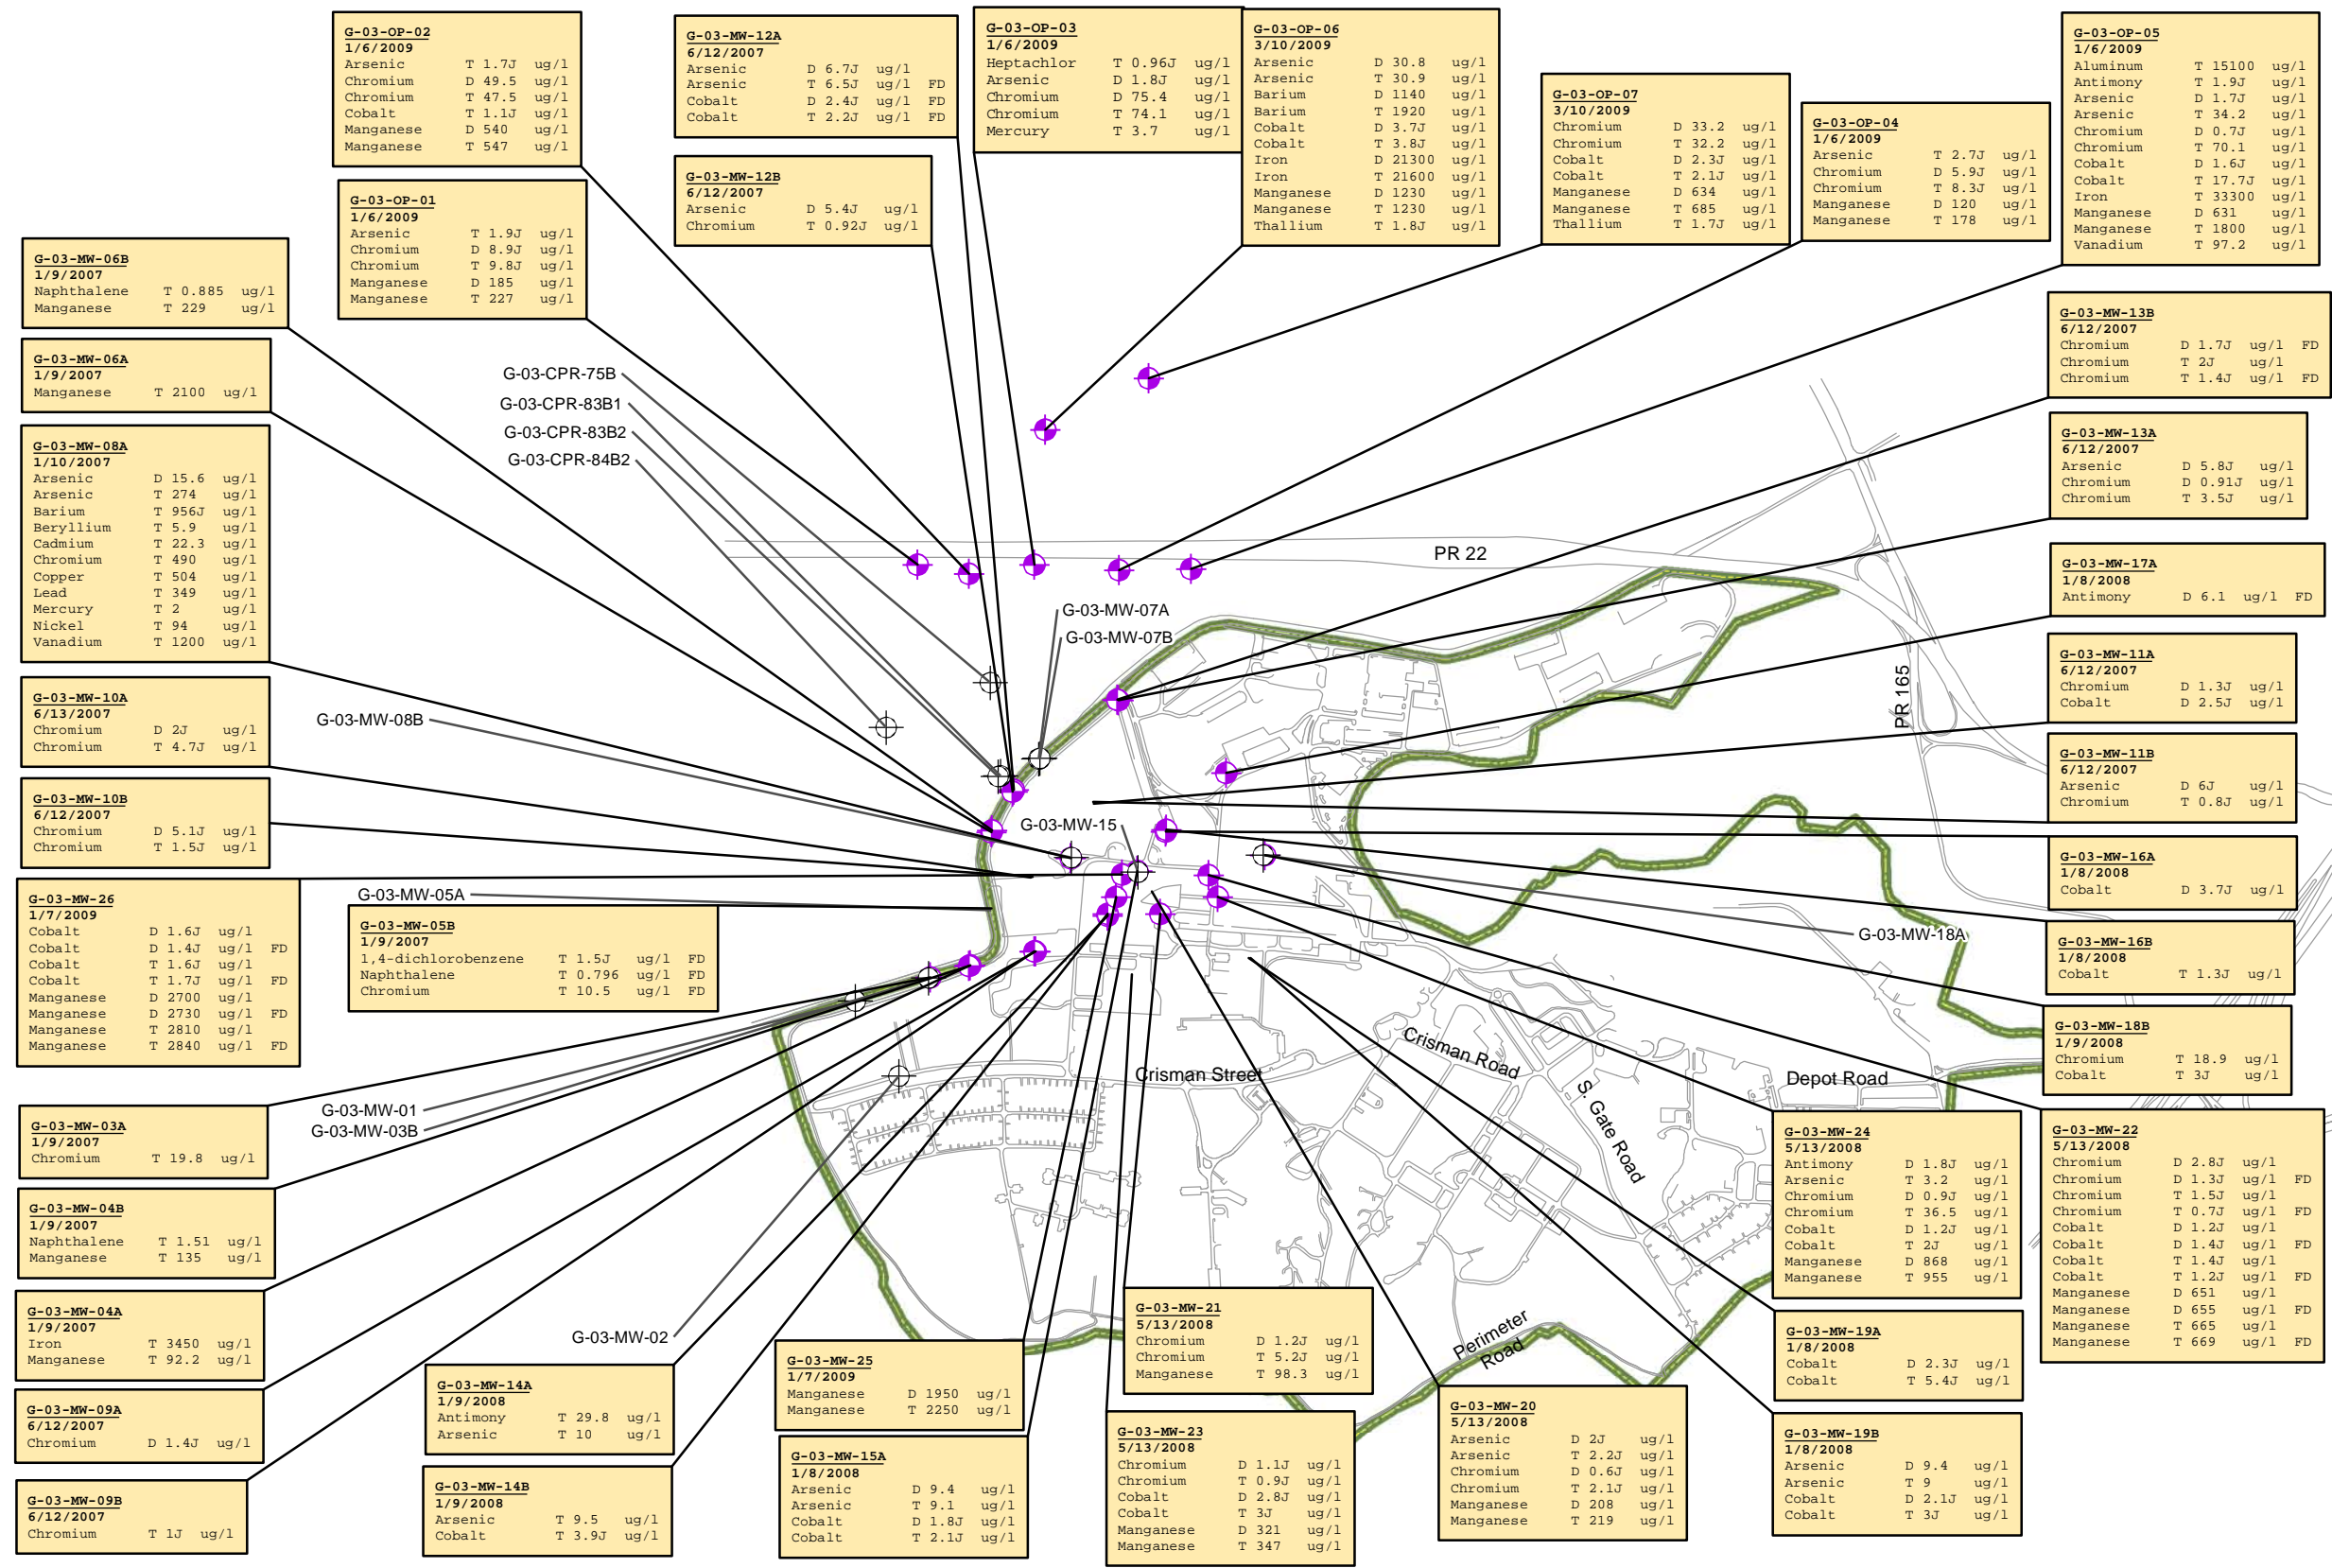 G-03-OP-02
1/6/2009
Arsenic T 1.7J ug/l
Chromium D 49.5 ug/l
Chromium T 47.5 ug/l
Cobalt T 1.1J ug/l
Manganese D 540 ug/l
Manganese T 547 ug/l
G-03-MW-12A
6/12/2007
Arsenic D 6.7J ug/l
Arsenic T 6.5J ug/l FD
Cobalt D 2.4J ug/l FD
Cobalt T 2.2J ug/l FD
G-03-OP-03
1/6/2009
Heptachlor T 0.96J ug/l
Arsenic D 1.8J ug/l
Chromium D 75.4 ug/l
Chromium T 74.1 ug/l
Mercury T 3.7 ug/l
G-03-OP-06
3/10/2009
Arsenic D 30.8 ug/l
Arsenic T 30.9 ug/l
Barium D 1140 ug/l
Barium T 1920 ug/l
Cobalt D 3.7J ug/l
Cobalt T 3.8J ug/l
Iron D 21300 ug/l
Iron T 21600 ug/l
Manganese D 1230 ug/l
Manganese T 1230 ug/l
Thallium T 1.8J ug/l
G-03-OP-07
3/10/2009
Chromium D 33.2 ug/l
Chromium T 32.2 ug/l
Cobalt D 2.3J ug/l
Cobalt T 2.1J ug/l
Manganese D 634 ug/l
Manganese T 685 ug/l
Thallium T 1.7J ug/l
G-03-OP-04
1/6/2009
Arsenic T 2.7J ug/l
Chromium D 5.9J ug/l
Chromium T 8.3J ug/l
Manganese D 120 ug/l
Manganese T 178 ug/l
G-03-OP-05
1/6/2009
Aluminum T 15100 ug/l
Antimony T 1.9J ug/l
Arsenic D 1.7J ug/l
Arsenic T 34.2 ug/l
Chromium D 0.7J ug/l
Chromium T 70.1 ug/l
Cobalt D 1.6J ug/l
Cobalt T 17.7J ug/l
Iron T 33300 ug/l
Manganese D 631 ug/l
Manganese T 1800 ug/l
Vanadium T 97.2 ug/l
G-03-MW-12B
6/12/2007
Arsenic D 5.4J ug/l
Chromium T 0.92J ug/l
G-03-OP-01
1/6/2009
Arsenic T 1.9J ug/l
Chromium D 8.9J ug/l
Chromium T 9.8J ug/l
Manganese D 185 ug/l
Manganese T 227 ug/l
G-03-MW-06B
1/9/2007
Naphthalene T 0.885 ug/l
Manganese T 229 ug/l
G-03-MW-06A
1/9/2007
Manganese T 2100 ug/l
G-03-CPR-75B
G-03-CPR-83B1
G-03-CPR-83B2
G-03-CPR-84B2
G-03-MW-13B
6/12/2007
Chromium D 1.7J ug/l FD
Chromium T 2J ug/l
Chromium T 1.4J ug/l FD
G-03-MW-13A
6/12/2007
Arsenic D 5.8J ug/l
Chromium D 0.91J ug/l
Chromium T 3.5J ug/l
G-03-MW-08A
1/10/2007
Arsenic D 15.6 ug/l
Arsenic T 274 ug/l
Barium T 956J ug/l
Beryllium T 5.9 ug/l
Cadmium T 22.3 ug/l
Chromium T 490 ug/l
Copper T 504 ug/l
Lead T 349 ug/l
Mercury T 2 ug/l
Nickel T 94 ug/l
Vanadium T 1200 ug/l
PR 22
G-03-MW-17A
1/8/2008
Antimony D 6.1 ug/l FD
G-03-MW-07A
G-03-MW-07B
PR 165
G-03-MW-11A
6/12/2007
Chromium D 1.3J ug/l
Cobalt D 2.5J ug/l
G-03-MW-10A
6/13/2007
Chromium D 2J ug/l
Chromium T 4.7J ug/l
G-03-MW-08B
G-03-MW-11B
6/12/2007
Arsenic D 6J ug/l
Chromium T 0.8J ug/l
G-03-MW-10B
6/12/2007
Chromium D 5.1J ug/l
Chromium T 1.5J ug/l
G-03-MW-15
G-03-MW-16A
1/8/2008
Cobalt D 3.7J ug/l
G-03-MW-26
1/7/2009
Cobalt D 1.6J ug/l
Cobalt D 1.4J ug/l FD
Cobalt T 1.6J ug/l
Cobalt T 1.7J ug/l FD
Manganese D 2700 ug/l
Manganese D 2730 ug/l FD
Manganese T 2810 ug/l
Manganese T 2840 ug/l FD
G-03-MW-05A
G-03-MW-05B
1/9/2007
1,4-dichlorobenzene T 1.5J ug/l FD
Naphthalene T 0.796 ug/l FD
Chromium T 10.5 ug/l FD
G-03-MW-18A
G-03-MW-16B
1/8/2008
Cobalt T 1.3J ug/l
G-03-MW-18B
1/9/2008
Chromium T 18.9 ug/l
Cobalt T 3J ug/l
Crisman Street
Crisman Road
S. Gate Road
Depot Road
G-03-MW-03A
1/9/2007
Chromium T 19.8 ug/l
G-03-MW-01
G-03-MW-03B
G-03-MW-24
5/13/2008
Antimony D 1.8J ug/l
Arsenic T 3.2 ug/l
Chromium D 0.9J ug/l
Chromium T 36.5 ug/l
Cobalt D 1.2J ug/l
Cobalt T 2J ug/l
Manganese D 868 ug/l
Manganese T 955 ug/l
G-03-MW-22
5/13/2008
Chromium D 2.8J ug/l
Chromium D 1.3J ug/l FD
Chromium T 1.5J ug/l
Chromium T 0.7J ug/l FD
Cobalt D 1.2J ug/l
Cobalt D 1.4J ug/l FD
Cobalt T 1.4J ug/l
Cobalt T 1.2J ug/l FD
Manganese D 651 ug/l
Manganese D 655 ug/l FD
Manganese T 665 ug/l
Manganese T 669 ug/l FD
G-03-MW-04B
1/9/2007
Naphthalene T 1.51 ug/l
Manganese T 135 ug/l
G-03-MW-04A
1/9/2007
Iron T 3450 ug/l
Manganese T 92.2 ug/l
G-03-MW-02
G-03-MW-21
5/13/2008
Chromium D 1.2J ug/l
Chromium T 5.2J ug/l
Manganese T 98.3 ug/l
Perimeter
Road
G-03-MW-19A
1/8/2008
Cobalt D 2.3J ug/l
Cobalt T 5.4J ug/l
G-03-MW-09A
6/12/2007
Chromium D 1.4J ug/l
G-03-MW-14A
1/9/2008
Antimony T 29.8 ug/l
Arsenic T 10 ug/l
G-03-MW-25
1/7/2009
Manganese D 1950 ug/l
Manganese T 2250 ug/l
G-03-MW-23
5/13/2008
Chromium D 1.1J ug/l
Chromium T 0.9J ug/l
Cobalt D 2.8J ug/l
Cobalt T 3J ug/l
Manganese D 321 ug/l
Manganese T 347 ug/l
G-03-MW-20
5/13/2008
Arsenic D 2J ug/l
Arsenic T 2.2J ug/l
Chromium D 0.6J ug/l
Chromium T 2.1J ug/l
Manganese D 208 ug/l
Manganese T 219 ug/l
G-03-MW-19B
1/8/2008
Arsenic D 9.4 ug/l
Arsenic T 9 ug/l
Cobalt D 2.1J ug/l
Cobalt T 3J ug/l
G-03-MW-09B
6/12/2007
Chromium T 1J ug/l
G-03-MW-14B
1/9/2008
Arsenic T 9.5 ug/l
Cobalt T 3.9J ug/l
G-03-MW-15A
1/8/2008
Arsenic D 9.4 ug/l
Arsenic T 9.1 ug/l
Cobalt D 1.8J ug/l
Cobalt T 2.1J ug/l